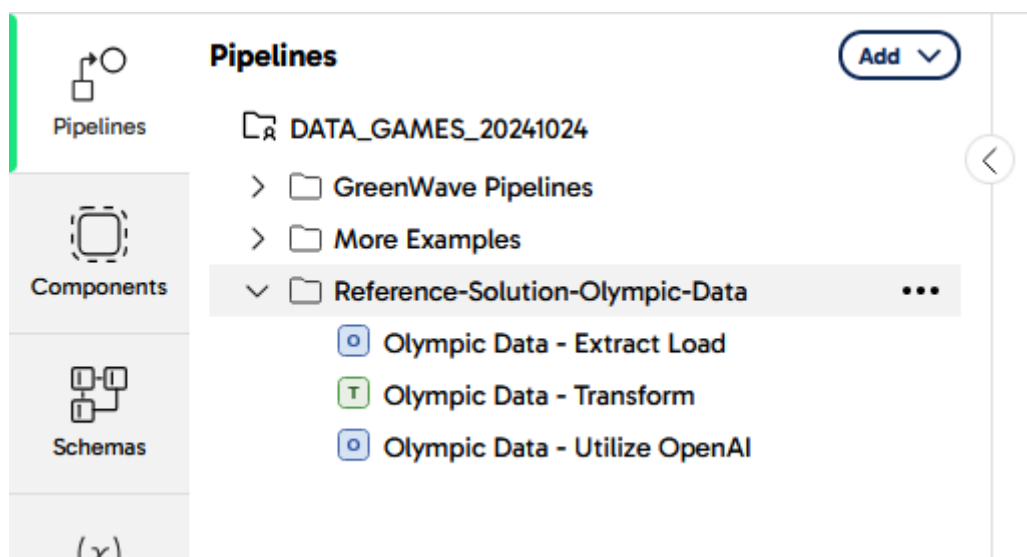 Pipelines
Add
Pipelines
DATA_GAMES_20241024
GreenWave Pipelines
More Examples
Components
Reference-Solution-Olympic-Data
O Olympic Data - Extract Load
T Olympic Data - Transform
Schemas
O Olympic Data - Utilize OpenAI
(x)